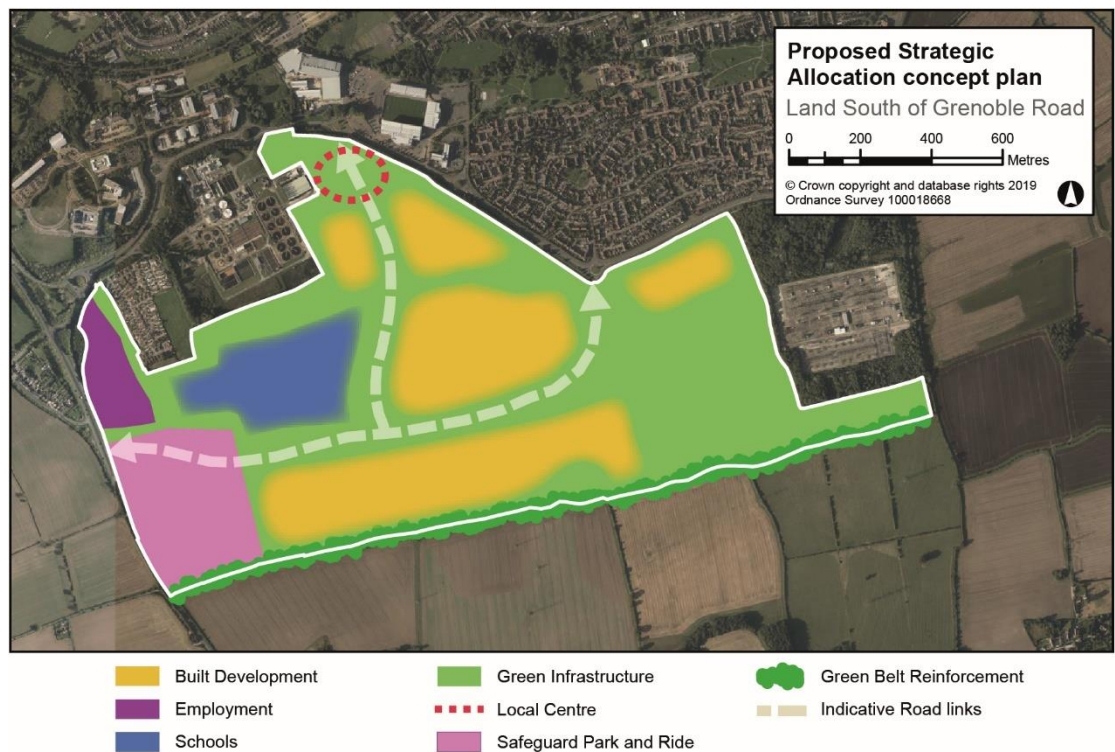 Proposed Strategic
Allocation concept plan
Land South of Grenoble Road
0 200 400 600
Metres
© Crown copyright and database rights 2019
Ordnance Survey 100018668
Built Development
Green Infrastructure
Green Belt Reinforcement
Employment
Local Centre
Indicative Road links
Schools
Safeguard Park and Ride